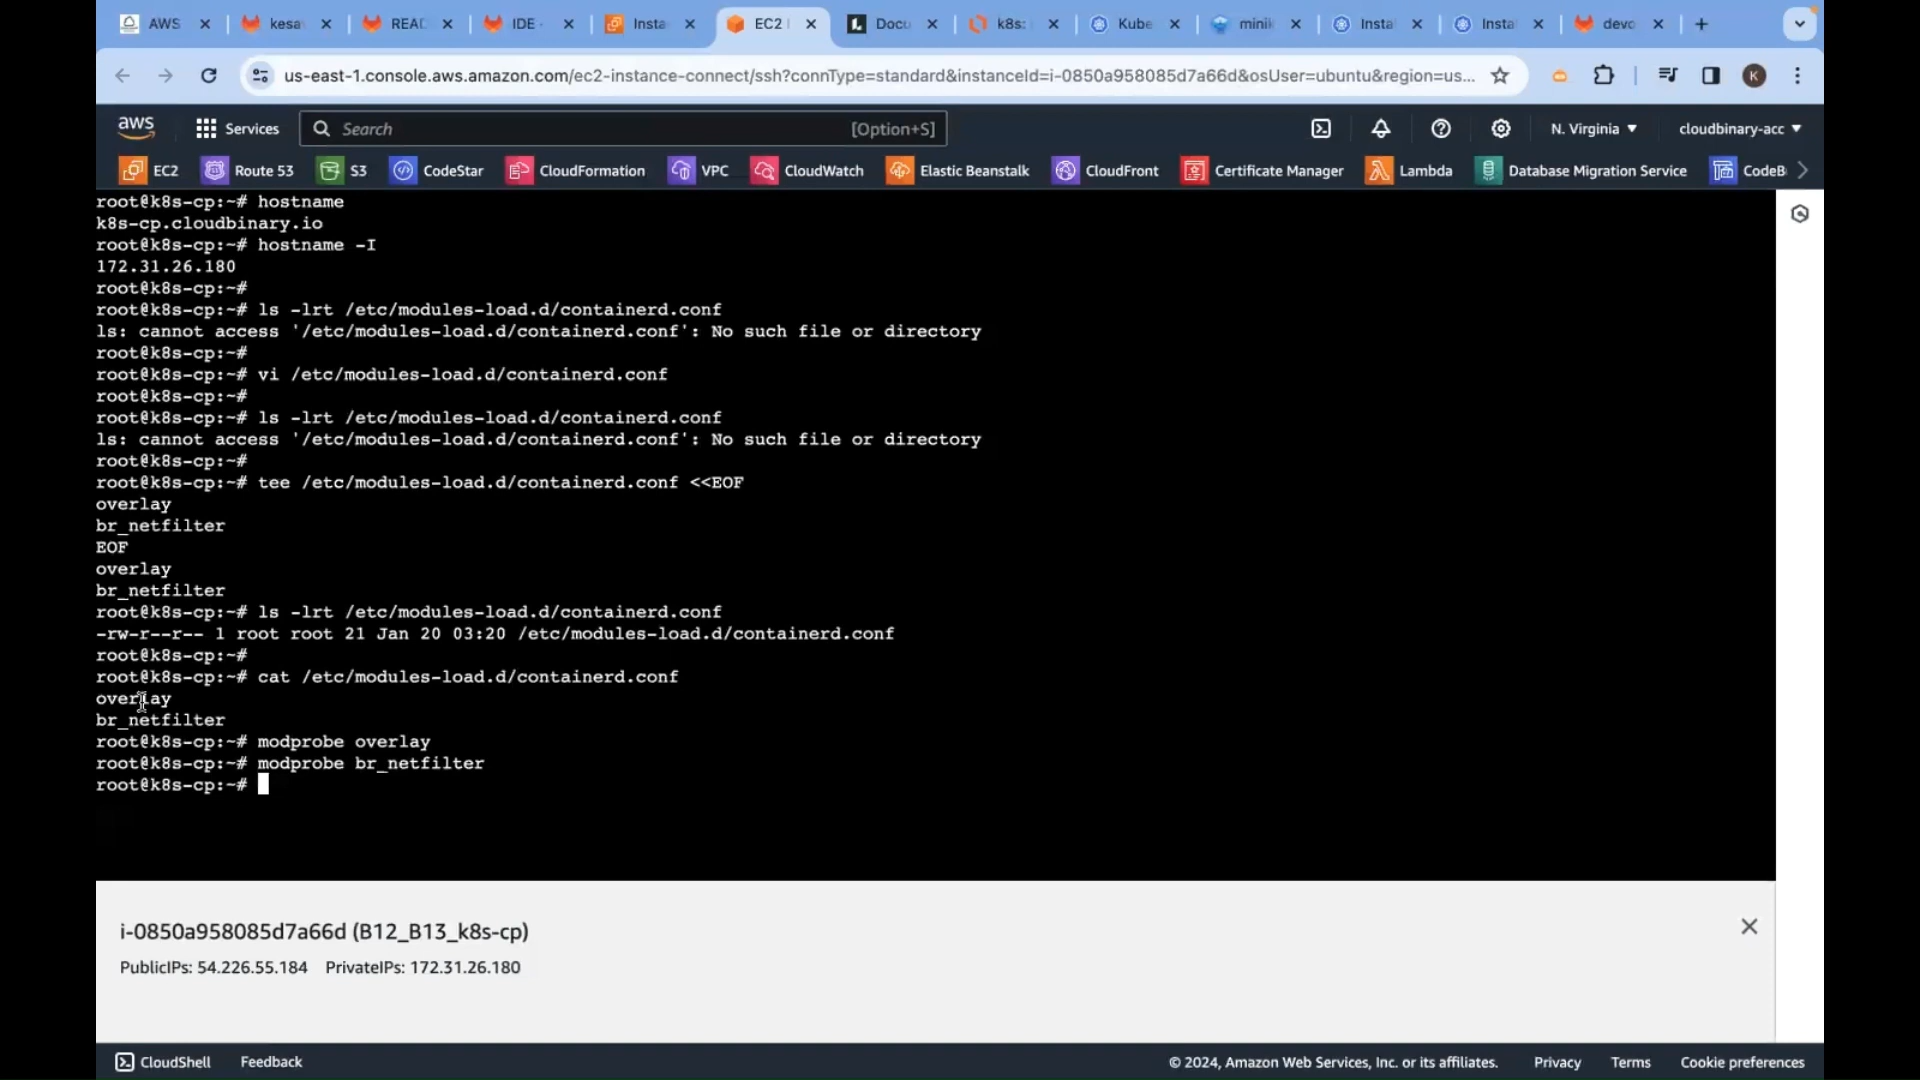 AWS
kesa
REAI
IDE -
Insta
EC2 I
Docu
k8s:
Kube
minik
Insta
Insta
devo
us-east-1.console.aws.amazon.com/ec2-instance-connect/ssh?connType=standard&instanceId=i-0850a958085d7a66d&osUser=ubuntu&region=us...
K
aws
Services
Search
[Option+S]
N. Virginia
cloudbinary-acc
EC2
Route 53
S3
CodeStar
CloudFormation
VPC
CloudWatch
Elastic Beanstalk
CloudFront
Certificate Manager
Lambda
Database Migration Service
CodeB
root@k8s-cp:~# hostname
k8s-cp.cloudbinary.io
root@k8s-cp:~# hostname -I
172.31.26.180
root@k8s-cp:~#
root@k8s-cp:~# ls -lrt /etc/modules-load.d/containerd.conf
ls: cannot access '/etc/modules-load.d/containerd.conf': No such file or directory
root@k8s-cp:~#
root@k8s-cp:~# vi /etc/modules-load.d/containerd.conf
root@k8s-cp:~#
root@k8s-cp:~# ls -lrt /etc/modules-load.d/containerd.conf
ls: cannot access '/etc/modules-load.d/containerd.conf': No such file or directory
root@k8s-cp:~#
root@k8s-cp:~# tee /etc/modules-load.d/containerd.conf <<EOF
overlay
br_netfilter
EOF
overlay
br_netfilter
root@k8s-cp:~# ls -lrt /etc/modules-load.d/containerd.conf
-rw-r--r-- 1 root root 21 Jan 20 03:20 /etc/modules-load.d/containerd.conf
root@k8s-cp:~#
root@k8s-cp:~# cat /etc/modules-load.d/containerd.conf
overlay
br_netfilter
root@k8s-cp:~# modprobe overlay
root@k8s-cp:~# modprobe br_netfilter
root@k8s-cp:~#
i-0850a958085d7a66d (B12_B13_k8s-cp)
PublicIPs: 54.226.55.184 PrivateIPs: 172.31.26.180
CloudShell
Feedback
© 2024, Amazon Web Services, Inc. or its affiliates.
Privacy
Terms
Cookie preferences